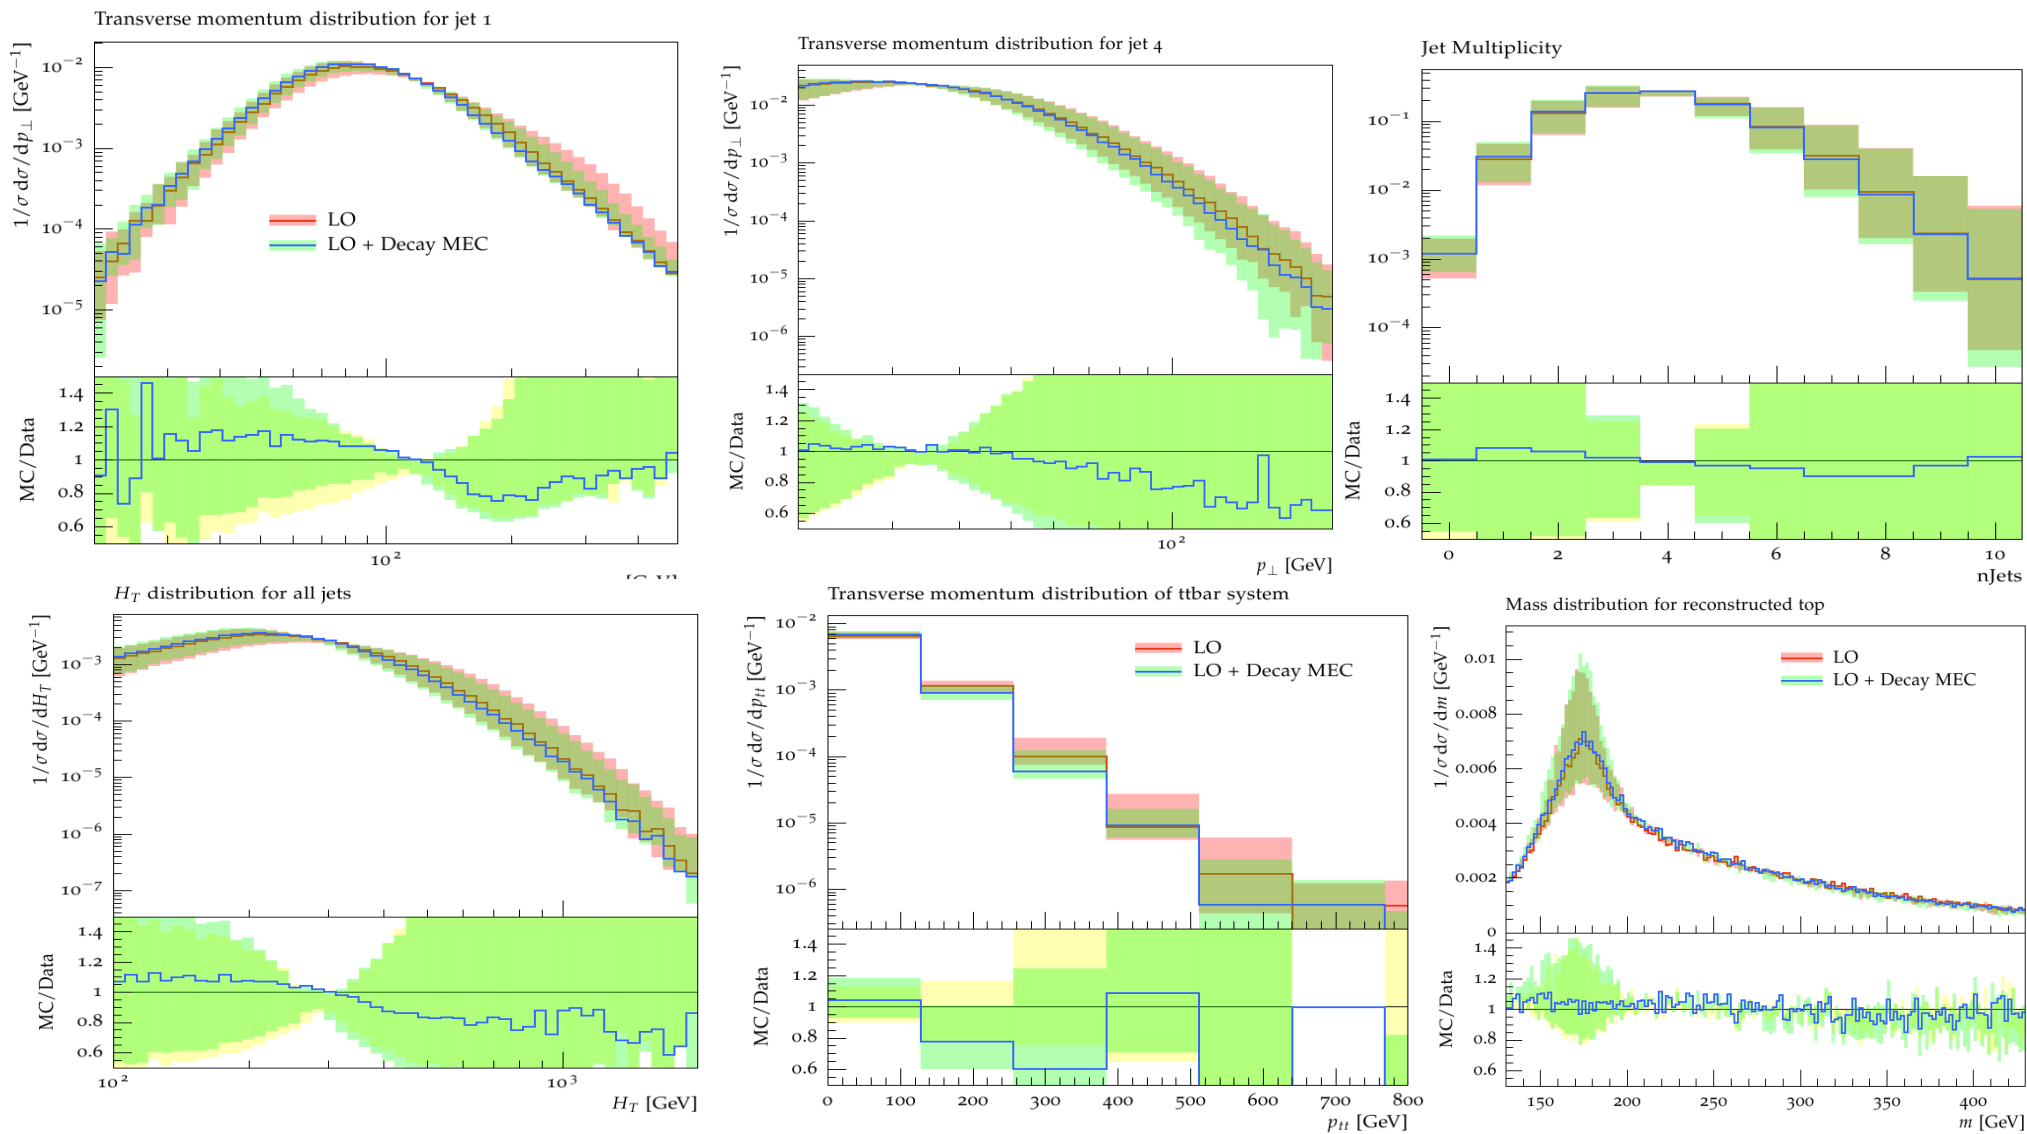 Transverse momentum distribution for jet 1
1/σ dσ/dp⊥ [GeV⁻¹]
10⁻²
10⁻³
10⁻⁴
10⁻⁵
LO
LO + Decay MEC
MC/Data
1.4
1.2
1
0.8
0.6
10²
Transverse momentum distribution for jet 4
1/σ dσ/dp⊥ [GeV⁻¹]
10⁻²
10⁻³
10⁻⁴
10⁻⁵
10⁻⁶
MC/Data
1.4
1.2
1
0.8
0.6
10²
p⊥ [GeV]
Jet Multiplicity
10⁻¹
10⁻²
10⁻³
10⁻⁴
MC/Data
1.4
1.2
1
0.8
0.6
0 2 4 6 8 10
nJets
H_T distribution for all jets
1/σ dσ/dH_T [GeV⁻¹]
10⁻³
10⁻⁴
10⁻⁵
10⁻⁶
10⁻⁷
MC/Data
1.4
1.2
1
0.8
0.6
10² 10³
H_T [GeV]
Transverse momentum distribution of ttbar system
1/σ dσ/dp_tt [GeV⁻¹]
10⁻²
10⁻³
10⁻⁴
10⁻⁵
10⁻⁶
LO
LO + Decay MEC
MC/Data
1.4
1.2
1
0.8
0.6
0 100 200 300 400 500 600 700 800
p_tt [GeV]
Mass distribution for reconstructed top
1/σ dσ/dm [GeV⁻¹]
0.01
0.008
0.006
0.004
0.002
0
LO
LO + Decay MEC
MC/Data
1.4
1.2
1
0.8
0.6
150 200 250 300 350 400
m [GeV]